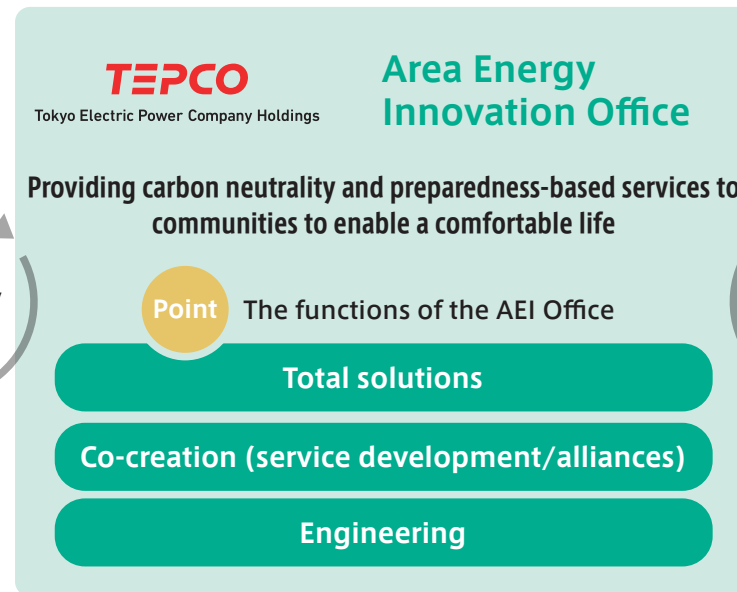 TEPCO
Tokyo Electric Power Company Holdings
Area Energy
Innovation Office
Providing carbon neutrality and preparedness-based services to
communities to enable a comfortable life
Point
The functions of the AEI Office
Total solutions
Co-creation (service development/alliances)
Engineering